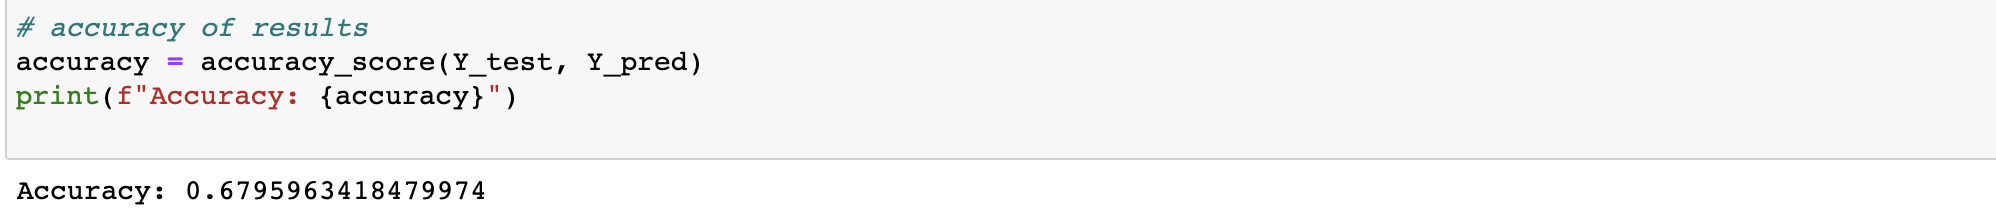 # accuracy of results
accuracy = accuracy_score(Y_test, Y_pred)
print(f"Accuracy: {accuracy}")
Accuracy: 0.6795963418479974